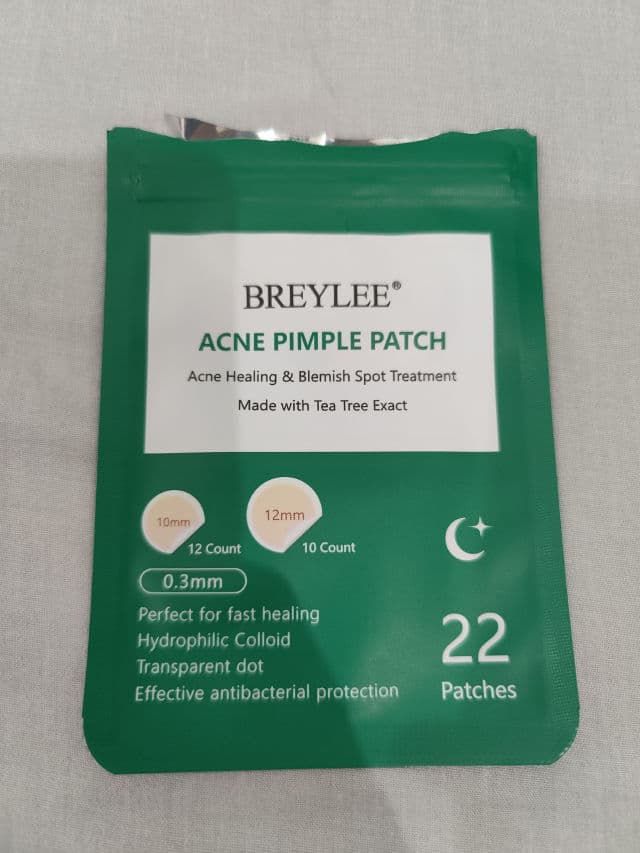 BREYLEE®
ACNE PIMPLE PATCH
Acne Healing & Blemish Spot Treatment
Made with Tea Tree Exact
10mm
12 Count
12mm
10 Count
0.3mm
Perfect for fast healing
Hydrophilic Colloid
Transparent dot
Effective antibacterial protection
22
Patches